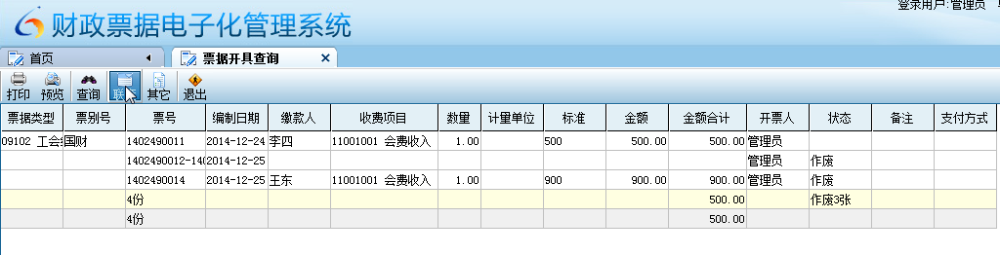 登录用户:管理员
财政票据电子化管理系统
首页 票据开具查询
打印 预览 查询 其它 退出
票据类型 票别号 票号 编制日期 缴款人 收费项目 数量 计量单位 标准 金额 金额合计 开票人 状态 备注 支付方式
09102 工会 国财 1402490011 2014-12-24 李四 11001001 会费收入 1.00 500 500.00 500.00 管理员
1402490012-140 2014-12-25 管理员 作废
1402490014 2014-12-25 王东 11001001 会费收入 1.00 900 900.00 900.00 管理员 作废
4份 500.00 作废3张
4份 500.00